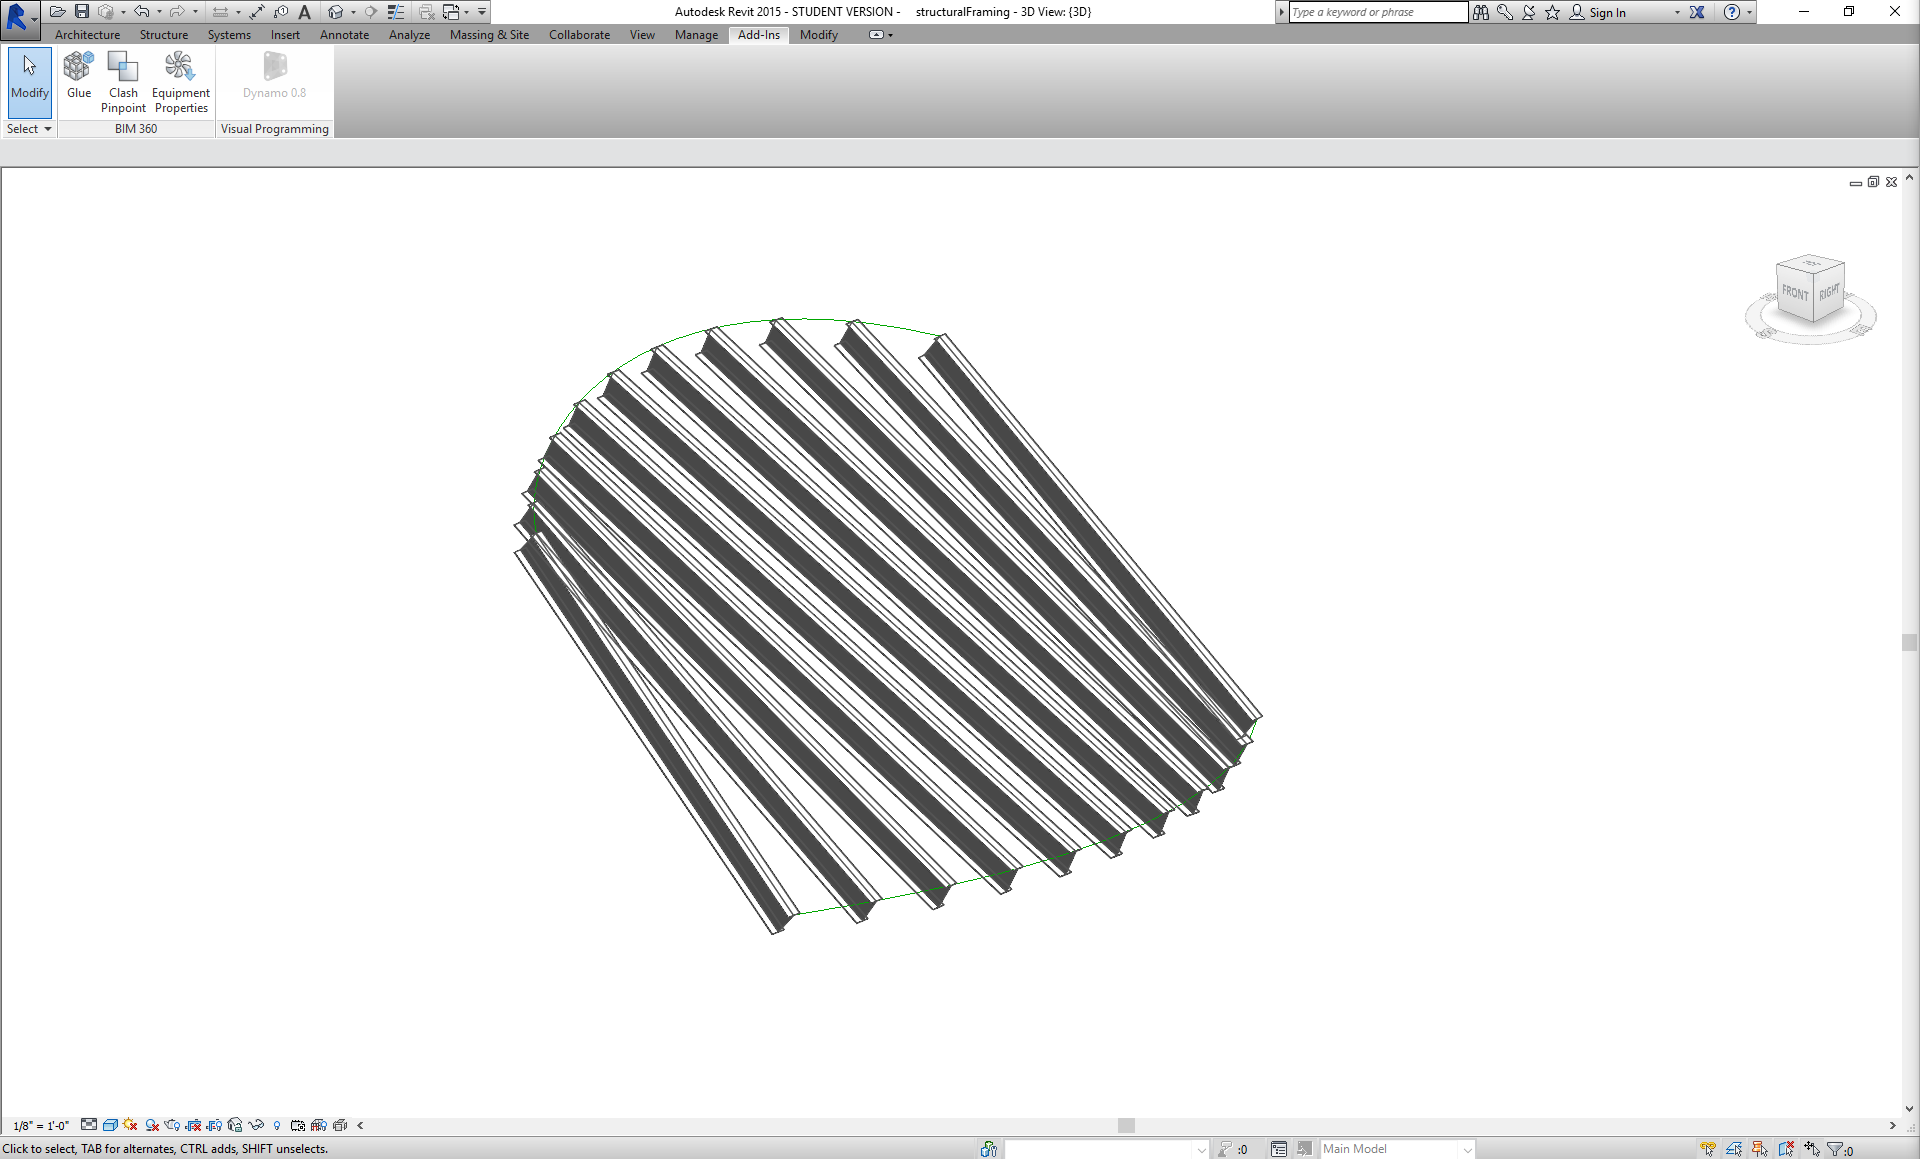 Autodesk Revit 2015 - STUDENT VERSION - structuralFraming - 3D View: {3D}
Type a keyword or phrase
Sign In
Architecture Structure Systems Insert Annotate Analyze Massing & Site Collaborate View Manage Add-Ins Modify
Modify
Glue
Clash
Pinpoint
Equipment
Properties
Dynamo 0.8
Select
BIM 360
Visual Programming
TOP
FRONT
RIGHT
1/8" = 1'-0"
Click to select, TAB for alternates, CTRL adds, SHIFT unselects.
:0
Main Model
:0